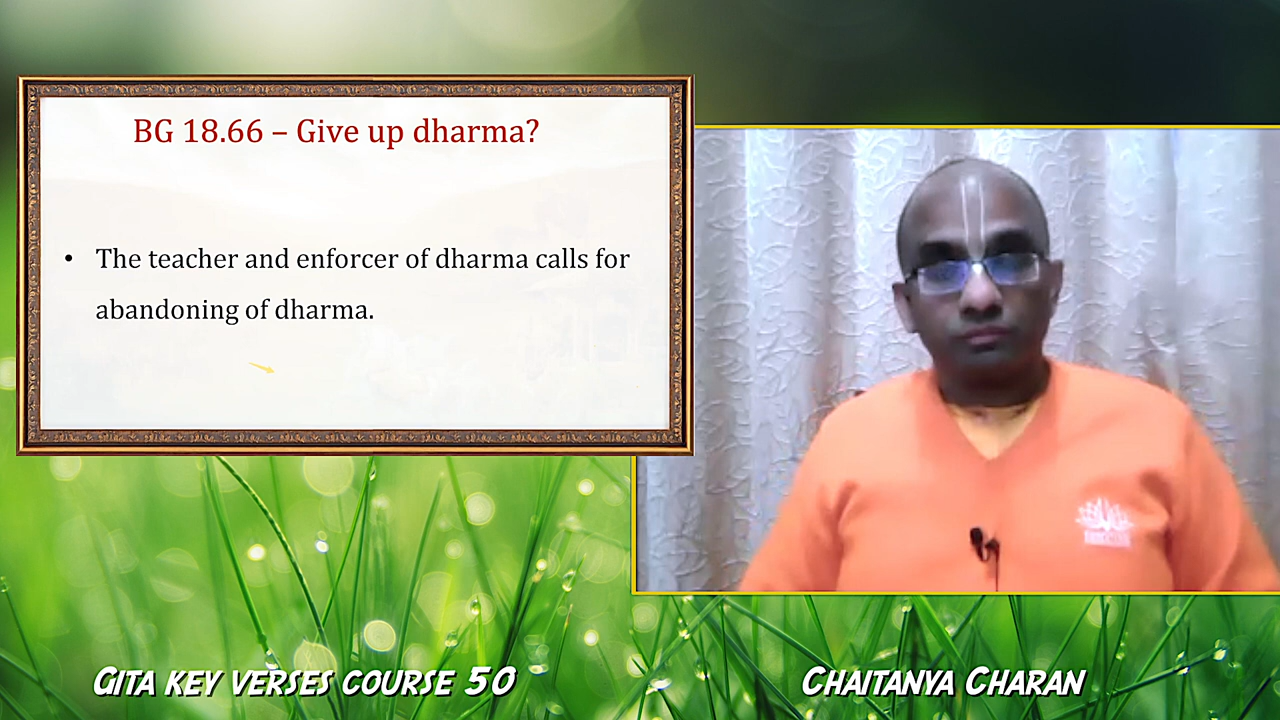 BG 18.66 – Give up dharma?
• The teacher and enforcer of dharma calls for
abandoning of dharma.
GITA KEY VERSES COURSE 50
CHAITANYA CHARAN